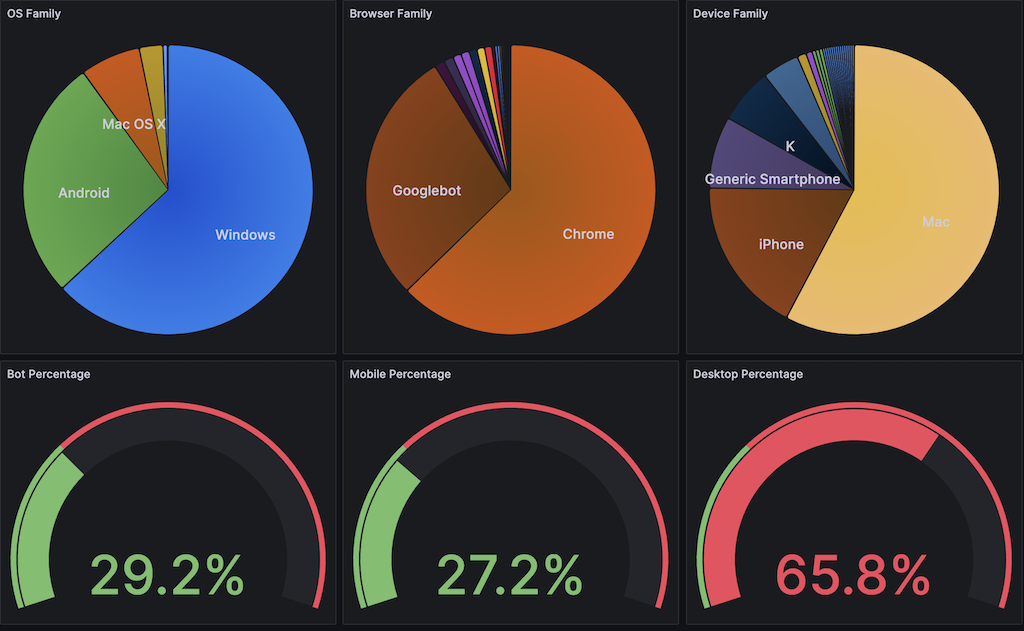 OS Family
Browser Family
Device Family
Mac OS X
Android
Windows
Googlebot
Chrome
K
Generic Smartphone
Mac
iPhone
Bot Percentage
Mobile Percentage
Desktop Percentage
29.2%
27.2%
65.8%